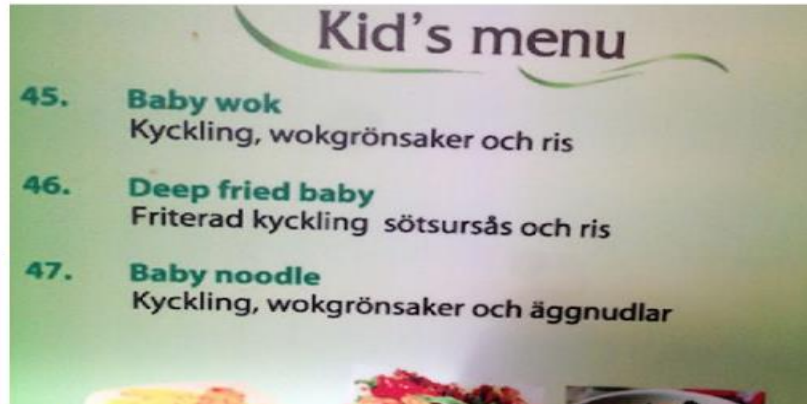 Kid's menu
45. Baby wok
Kyckling, wokgrönsaker och ris
46. Deep fried baby
Friterad kyckling sötsursås och ris
47. Baby noodle
Kyckling, wokgrönsaker och äggnudlar